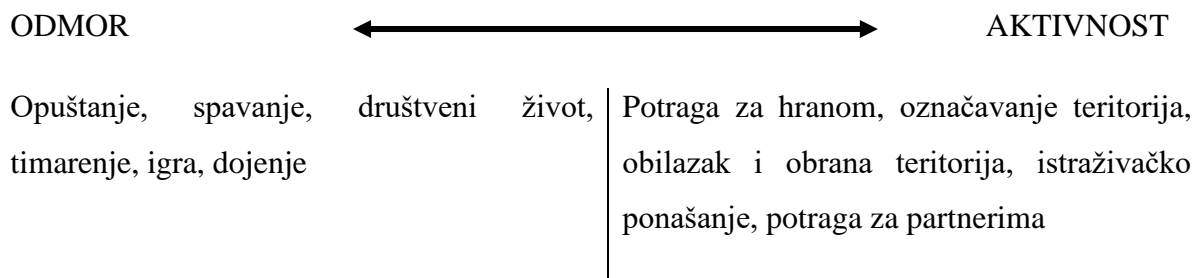 ODMOR AKTIVNOST
Opuštanje, spavanje, društveni život,
timarenje, igra, dojenje
Potraga za hranom, označavanje teritorija,
obilazak i obrana teritorija, istraživačko
ponašanje, potraga za partnerima